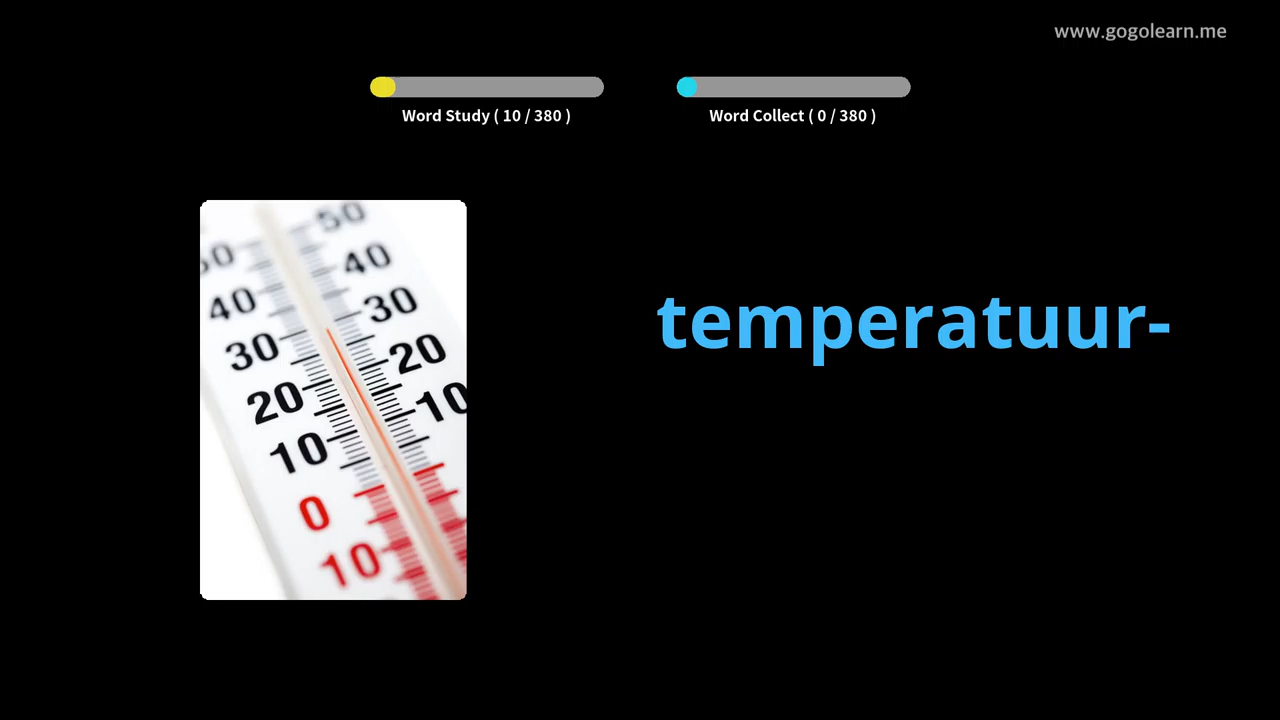 www.gogolearn.me
Word Study ( 10 / 380 )
Word Collect ( 0 / 380 )
temperatuur-
50
40
40
30
30
20
20
10
10
0
10